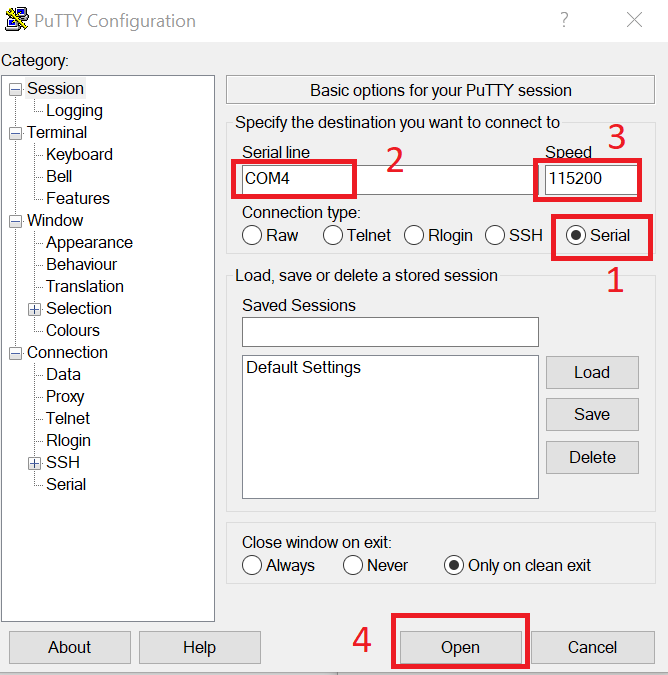 PuTTY Configuration ?
Category:
Session
Logging
Terminal
Keyboard
Bell
Features
Window
Appearance
Behaviour
Translation
Selection
Colours
Connection
Data
Proxy
Telnet
Rlogin
SSH
Serial
Basic options for your PuTTY session
Specify the destination you want to connect to
3
Serial line
2
Speed
COM4
115200
Connection type:
Raw Telnet Rlogin SSH Serial
1
Load, save or delete a stored session
Saved Sessions
Default Settings
Load
Save
Delete
Close window on exit:
Always Never Only on clean exit
About Help 4 Open Cancel